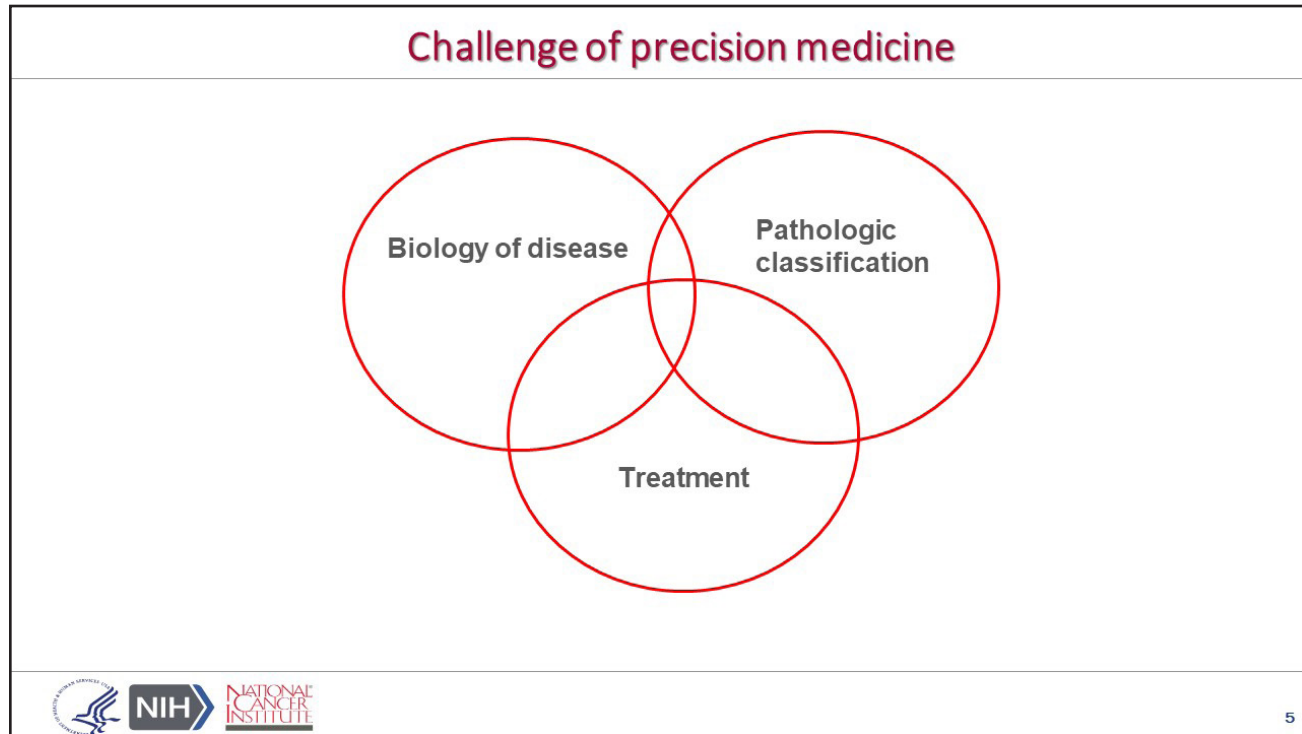 Challenge of precision medicine
Biology of disease
Pathologic
classification
Treatment
NIH
NATIONAL
CANCER
INSTITUTE
5